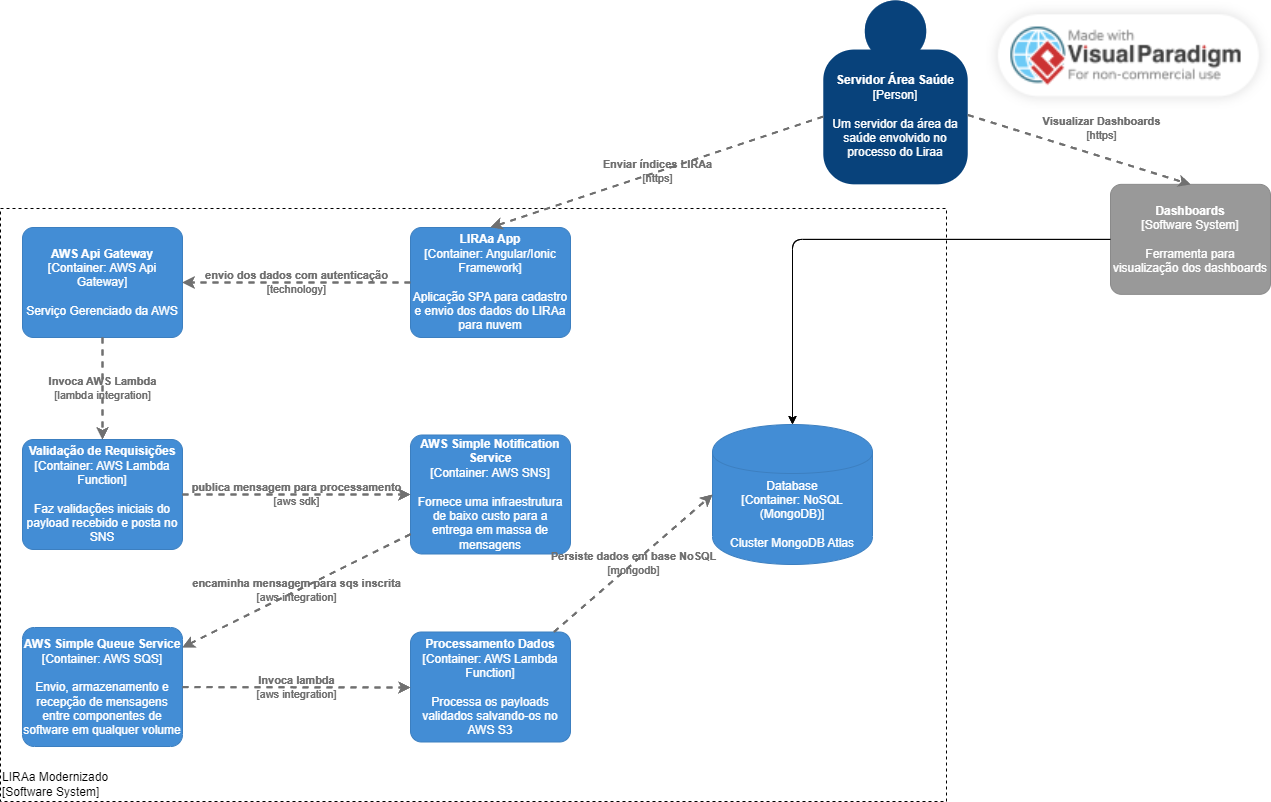 Made with
Visual Paradigm
For non-commercial use
Servidor Área Saúde
[Person]
Um servidor da área da
saúde envolvido no
processo do Liraa
Visualizar Dashboards
[https]
Enviar índices LIRAa
[https]
Dashboards
[Software System]
Ferramenta para
visualização dos dashboards
LIRAa App
[Container: Angular/Ionic
Framework]
Aplicação SPA para cadastro
e envio dos dados do LIRAa
para nuvem
envio dos dados com autenticação
[technology]
AWS Api Gateway
[Container: AWS Api
Gateway]
Serviço Gerenciado da AWS
Invoca AWS Lambda
[lambda integration]
Validação de Requisições
[Container: AWS Lambda
Function]
Faz validações iniciais do
payload recebido e posta no
SNS
publica mensagem para processamento
[aws sdk]
AWS Simple Notification
Service
[Container: AWS SNS]
Fornece uma infraestrutura
de baixo custo para a
entrega em massa de
mensagens
Database
[Container: NoSQL
(MongoDB)]
Cluster MongoDB Atlas
Persiste dados em base NoSQL
[mongodb]
encaminha mensagem para sqs inscrita
[aws integration]
AWS Simple Queue Service
[Container: AWS SQS]
Envio, armazenamento e
recepção de mensagens
entre componentes de
software em qualquer volume
Invoca lambda
[aws integration]
Processamento Dados
[Container: AWS Lambda
Function]
Processa os payloads
validados salvando-os no
AWS S3
LIRAa Modernizado
[Software System]